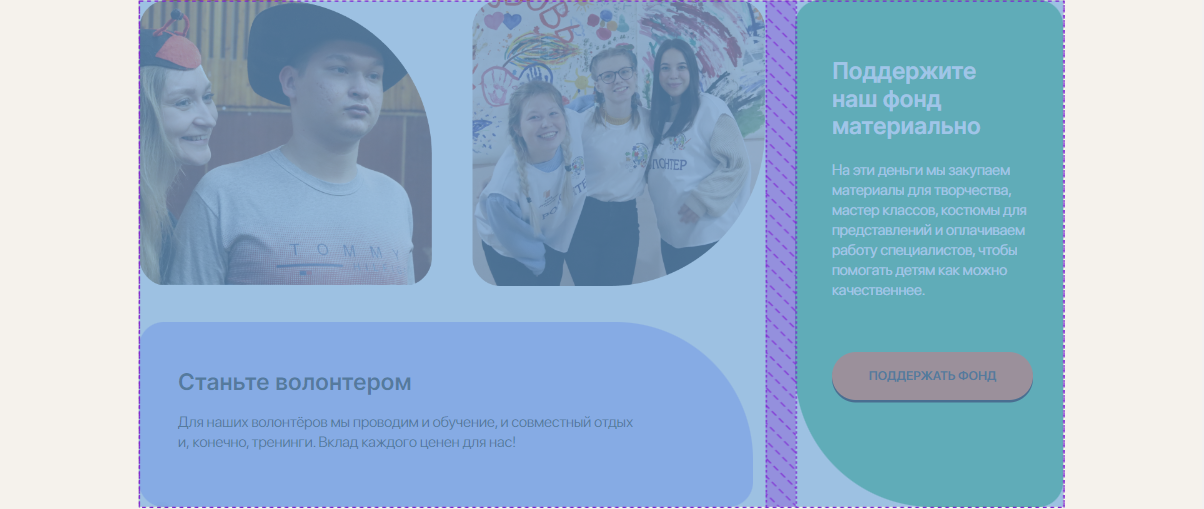 ЛЮБОВЬ
TOMMY
Поддержите
наш фонд
материально
На эти деньги мы закупаем
материалы для творчества,
мастер классов, костюмы для
представлений и оплачиваем
работу специалистов, чтобы
помогать детям как можно
качественнее.
ПОДДЕРЖАТЬ ФОНД
Станьте волонтером
Для наших волонтёров мы проводим и обучение, и совместный отдых
и, конечно, тренинги. Вклад каждого ценен для нас!